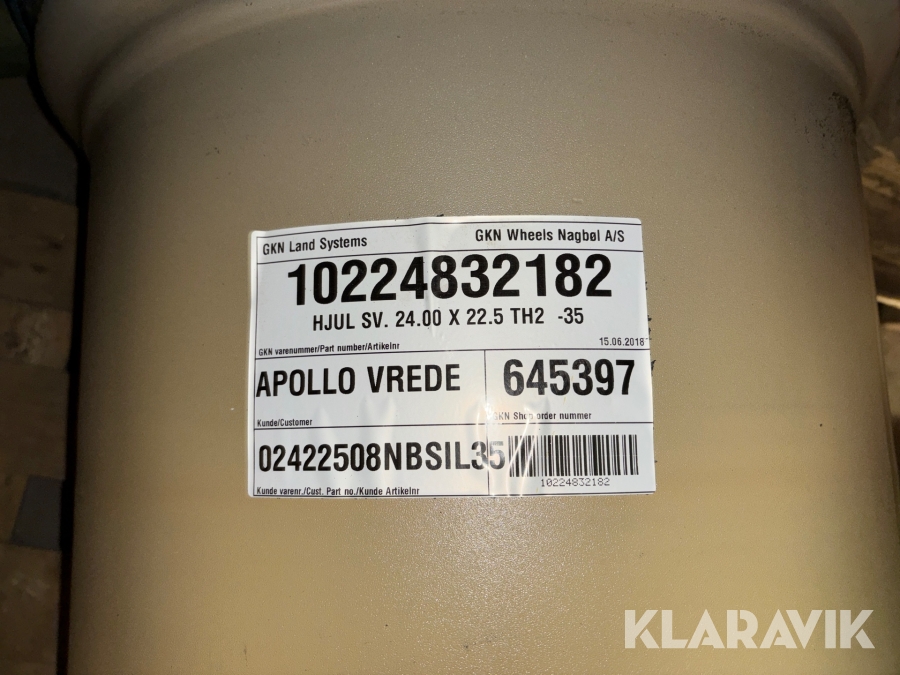 GKN Land Systems GKN Wheels Nagbøl A/S
10224832182
HJUL SV. 24.00 X 22.5 TH2 -35
GKN varenummer/Part number/Artikelnr 15.06.2018
APOLLO VREDE 645397
Kunde/Customer GKN Shop order nummer
02422508NBSIL35
10224832182
Kunde varenr./Cust. Part no./Kunde Artikelnr
KLARAVIK